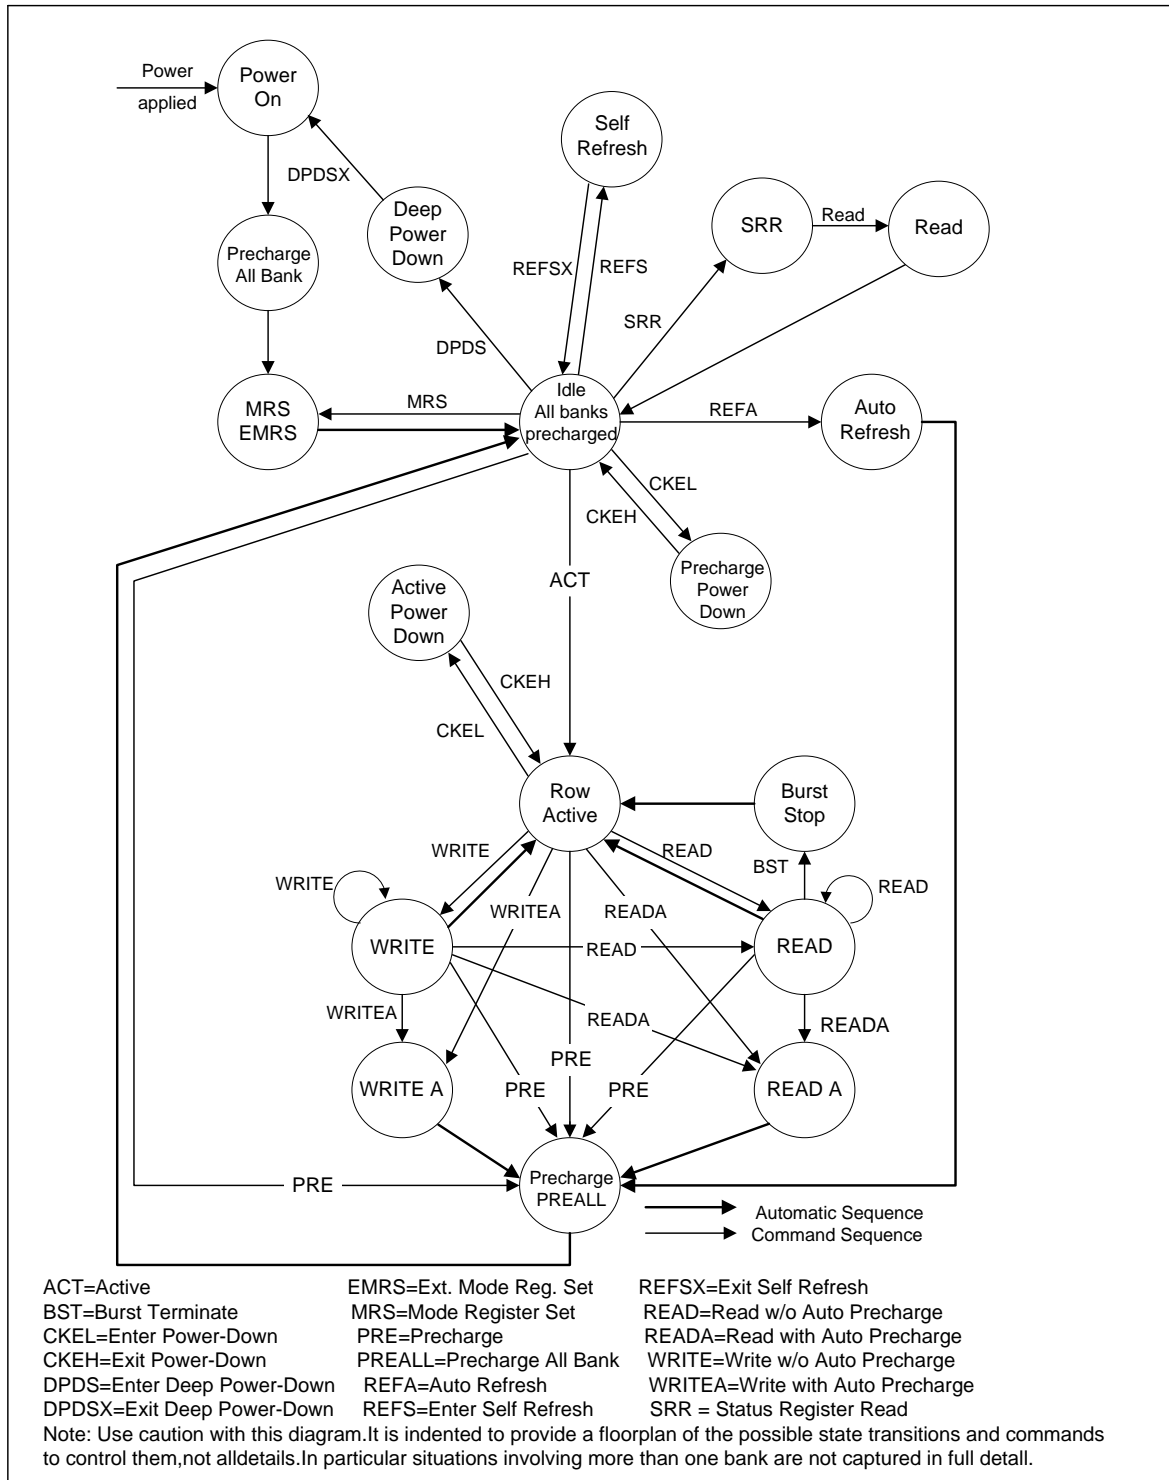 Power
applied
Power
On
Self
Refresh
DPDSX
Deep
Power
Down
SRR
Read
Read
Precharge
All Bank
REFSX
REFS
SRR
DPDS
MRS
EMRS
MRS
Idle
All banks
precharged
REFA
Auto
Refresh
CKEL
CKEH
Precharge
Power
Down
ACT
Active
Power
Down
CKEH
CKEL
Row
Active
Burst
Stop
WRITE
READ
BST
WRITE
READ
WRITEA
READA
WRITE
READ
READ
WRITEA
READA
READA
PRE
WRITE A
PRE
PRE
READ A
Precharge
PREALL
PRE
Automatic Sequence
Command Sequence
ACT=Active EMRS=Ext. Mode Reg. Set REFSX=Exit Self Refresh
BST=Burst Terminate MRS=Mode Register Set READ=Read w/o Auto Precharge
CKEL=Enter Power-Down PRE=Precharge READA=Read with Auto Precharge
CKEH=Exit Power-Down PREALL=Precharge All Bank WRITE=Write w/o Auto Precharge
DPDS=Enter Deep Power-Down REFA=Auto Refresh WRITEA=Write with Auto Precharge
DPDSX=Exit Deep Power-Down REFS=Enter Self Refresh SRR = Status Register Read
Note: Use caution with this diagram.It is indented to provide a floorplan of the possible state transitions and commands
to control them,not alldetails.In particular situations involving more than one bank are not captured in full detall.